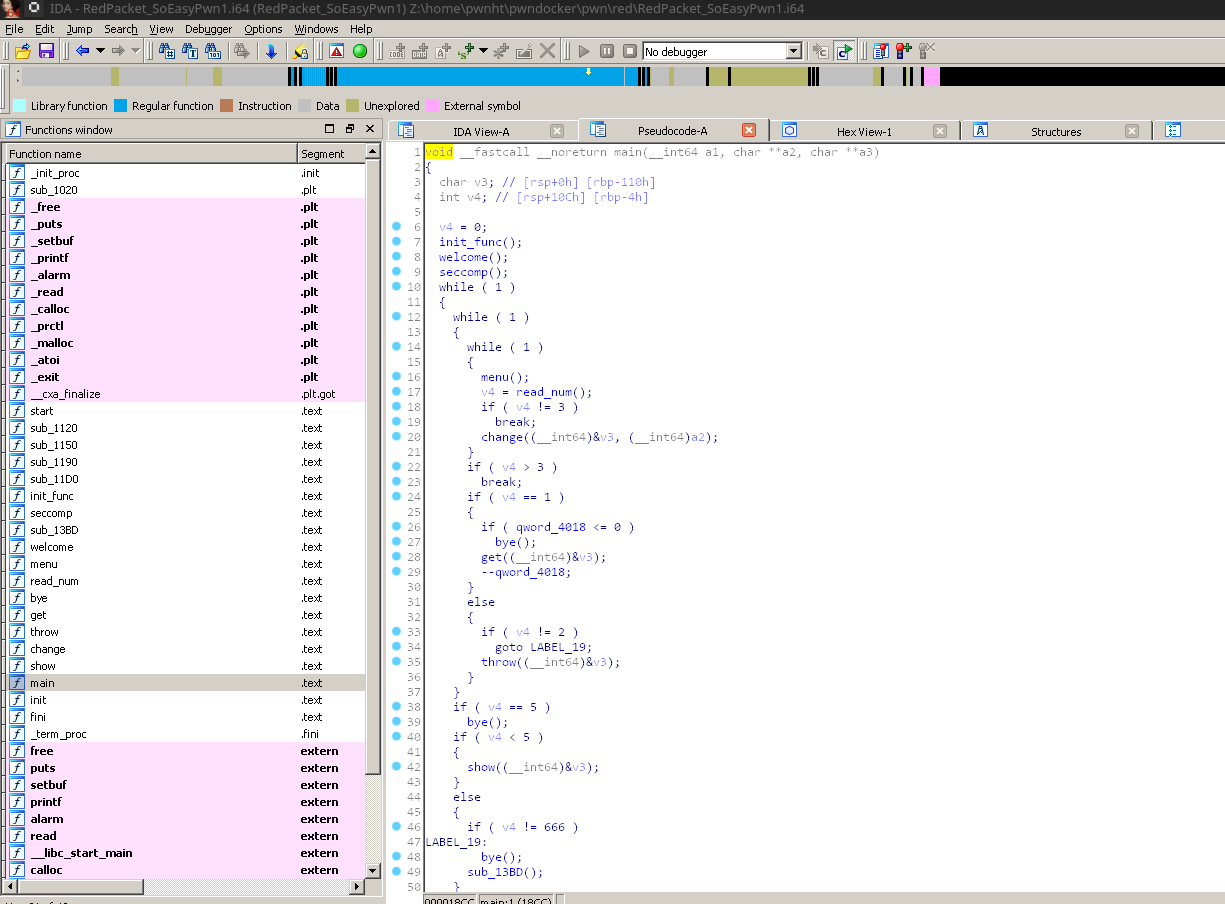 IDA - RedPacket_SoEasyPwn1.i64 (RedPacket_SoEasyPwn1) Z:\home\pwnht\pwndocker\pwn\red\RedPacket_SoEasyPwn1.i64
File Edit Jump Search View Debugger Options Windows Help
No debugger
Library function Regular function Instruction Data Unexplored External symbol
Functions window
IDA View-A Pseudocode-A Hex View-1 Structures
Function name Segment
_init_proc .init
sub_1020 .plt
_free .plt
_puts .plt
_setbuf .plt
_printf .plt
_alarm .plt
_read .plt
_calloc .plt
_prctl .plt
_malloc .plt
_atoi .plt
_exit .plt
__cxa_finalize .plt.got
start .text
sub_1120 .text
sub_1150 .text
sub_1190 .text
sub_11D0 .text
init_func .text
seccomp .text
sub_13BD .text
welcome .text
menu .text
read_num .text
bye .text
get .text
throw .text
change .text
show .text
main .text
init .text
fini .text
_term_proc .fini
free extern
puts extern
setbuf extern
printf extern
alarm extern
read extern
__libc_start_main extern
calloc extern
1 void __fastcall __noreturn main(__int64 a1, char **a2, char **a3)
2 {
3 char v3; // [rsp+0h] [rbp-110h]
4 int v4; // [rsp+10Ch] [rbp-4h]
5
6 v4 = 0;
7 init_func();
8 welcome();
9 seccomp();
10 while ( 1 )
11 {
12 while ( 1 )
13 {
14 while ( 1 )
15 {
16 menu();
17 v4 = read_num();
18 if ( v4 != 3 )
19 break;
20 change((__int64)&v3, (__int64)a2);
21 }
22 if ( v4 > 3 )
23 break;
24 if ( v4 == 1 )
25 {
26 if ( qword_4018 <= 0 )
27 bye();
28 get((__int64)&v3);
29 --qword_4018;
30 }
31 else
32 {
33 if ( v4 != 2 )
34 goto LABEL_19;
35 throw((__int64)&v3);
36 }
37 }
38 if ( v4 == 5 )
39 bye();
40 if ( v4 < 5 )
41 {
42 show((__int64)&v3);
43 }
44 else
45 {
46 if ( v4 != 666 )
47 LABEL_19:
48 bye();
49 sub_13BD();
50 }
000018CC main:1 (18CC)